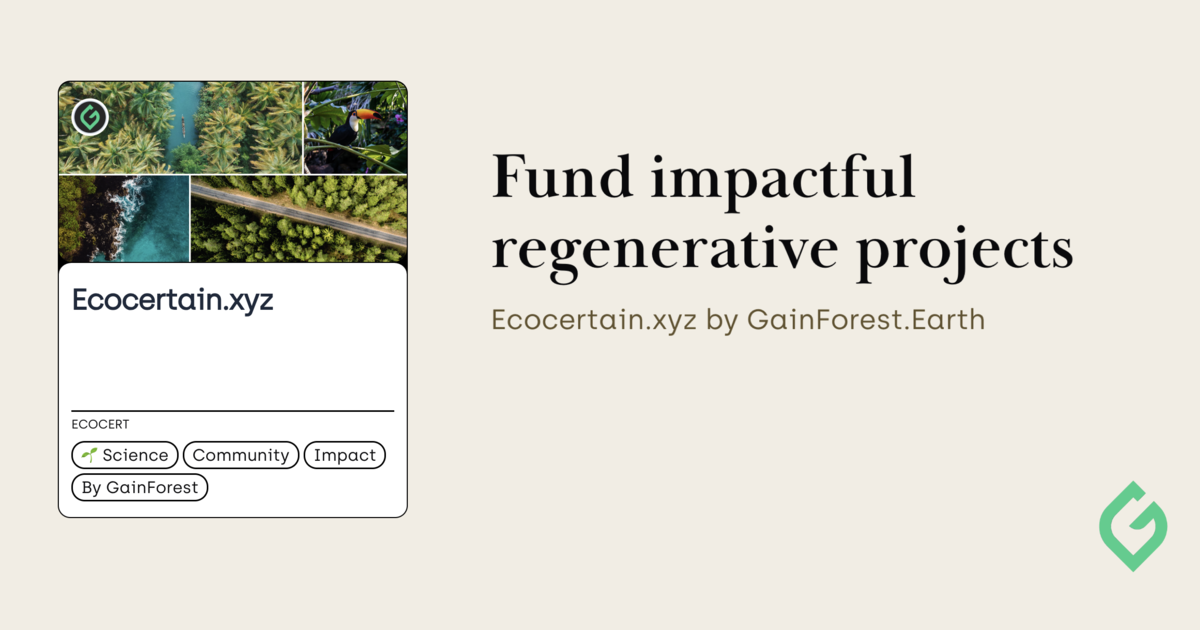 Ecocertain.xyz
ECOCERT
Science
Community
Impact
By GainForest
Fund impactful
regenerative projects
Ecocertain.xyz by GainForest.Earth